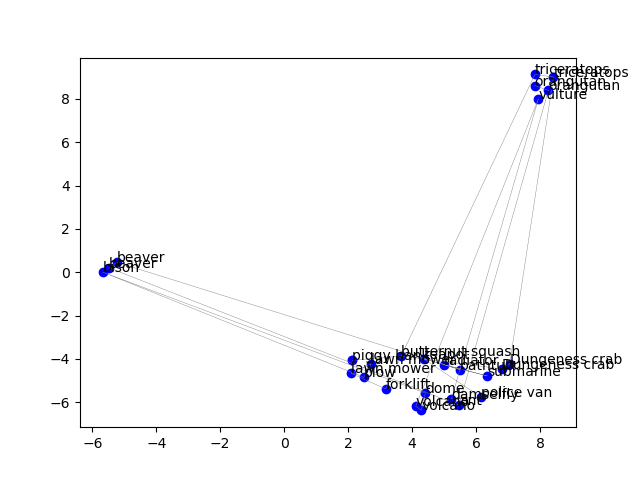 triceratops
triceratops
orangutan
orangutan
vulture
beaver
beaver
bison
butternut squash
piggy bank
lawn mower
Dungeness crab
Dungeness crab
lawn mower
bathtub
plow
submarine
forklift
dome
police van
volcano
volcano
8
6
4
2
0
−2
−4
−6
−6
−4
−2
0
2
4
6
8